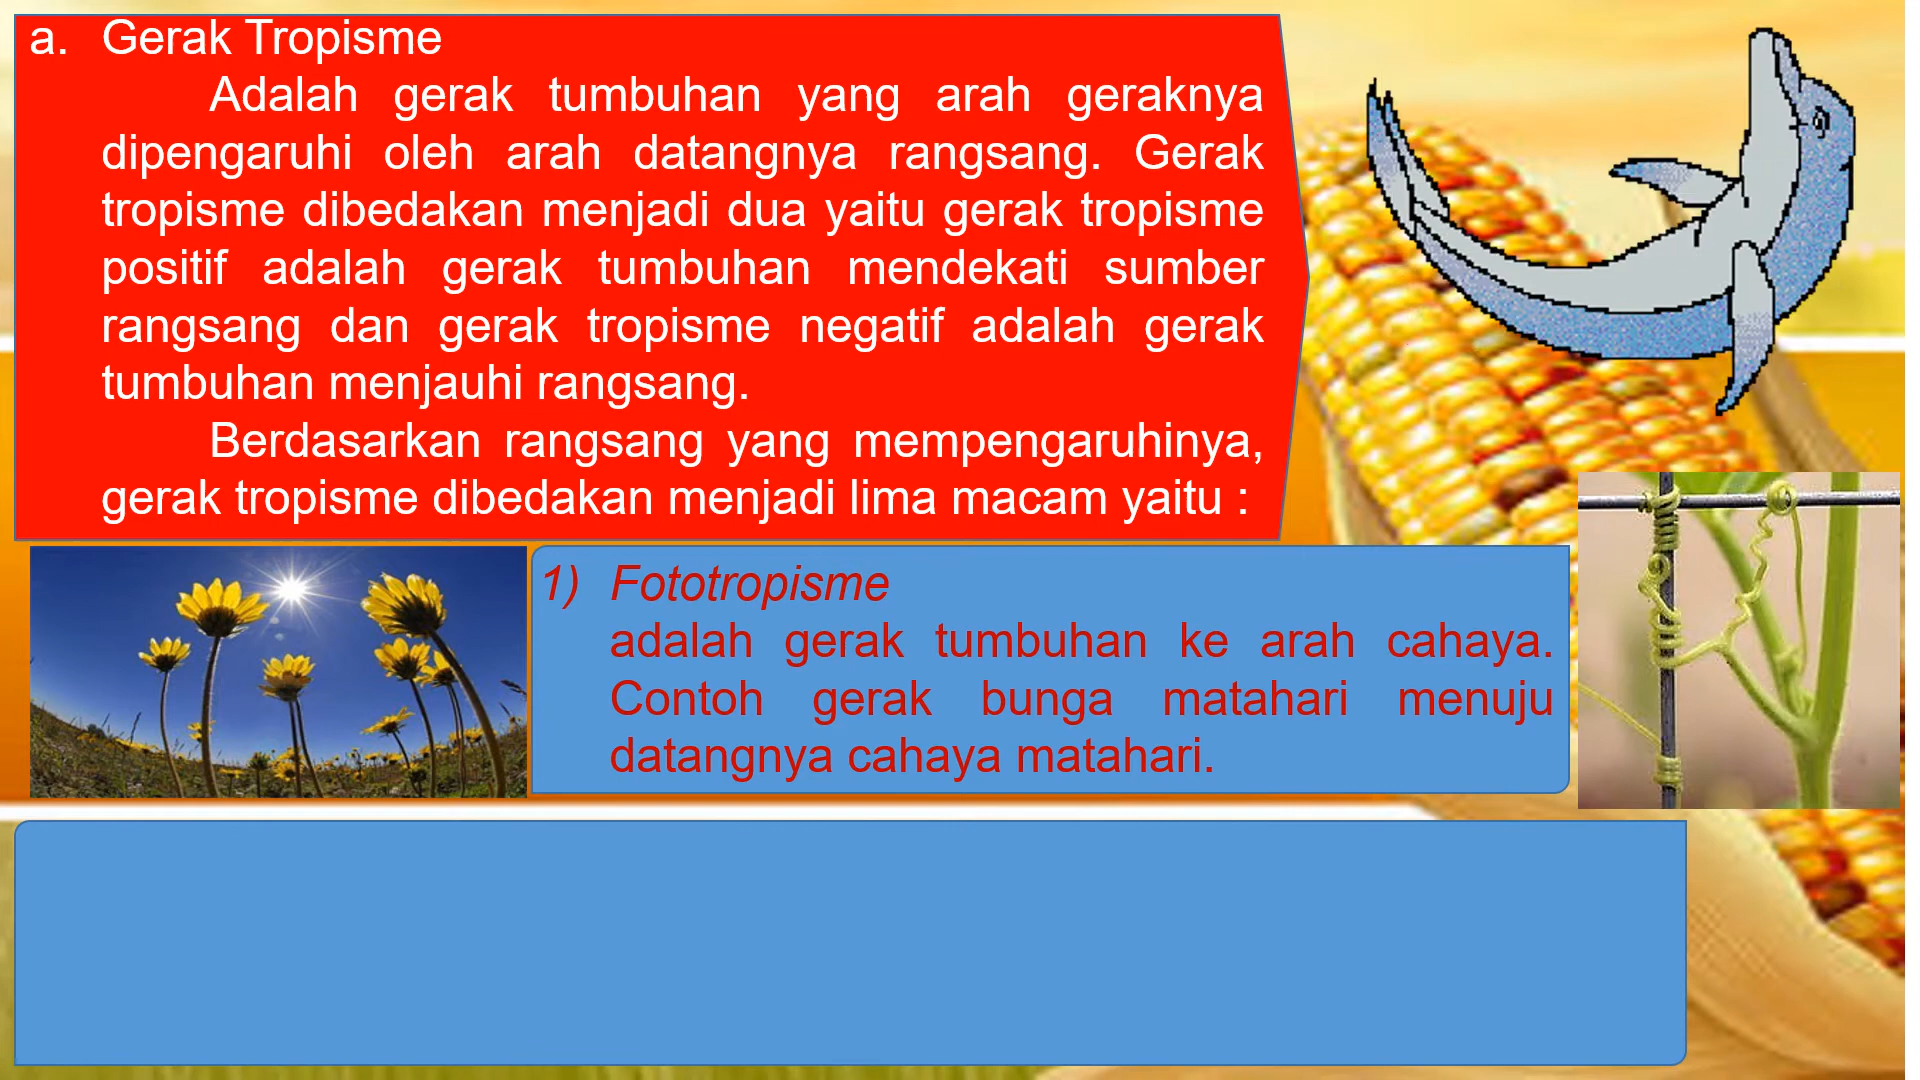 a. Gerak Tropisme
Adalah gerak tumbuhan yang arah geraknya
dipengaruhi oleh arah datangnya rangsang. Gerak
tropisme dibedakan menjadi dua yaitu gerak tropisme
positif adalah gerak tumbuhan mendekati sumber
rangsang dan gerak tropisme negatif adalah gerak
tumbuhan menjauhi rangsang.
Berdasarkan rangsang yang mempengaruhinya,
gerak tropisme dibedakan menjadi lima macam yaitu :
1) Fototropisme
adalah gerak tumbuhan ke arah cahaya.
Contoh gerak bunga matahari menuju
datangnya cahaya matahari.